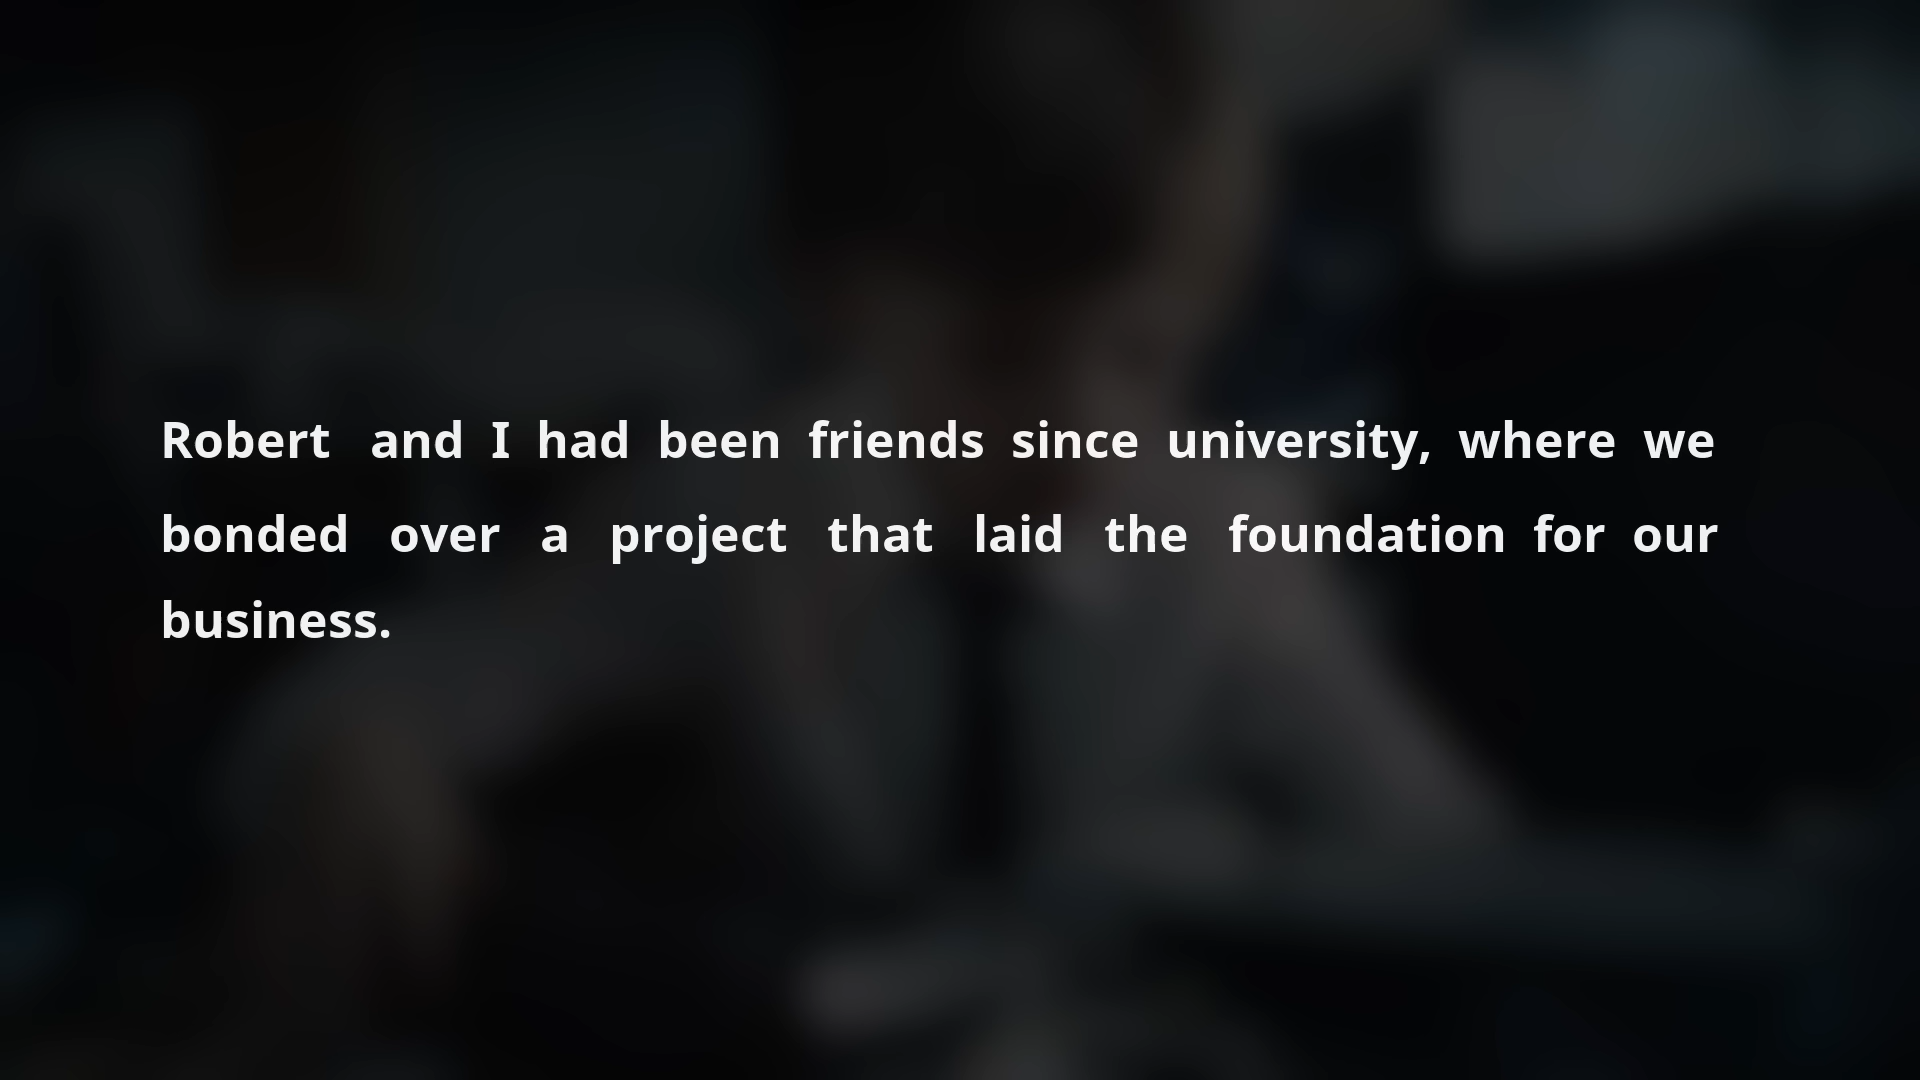 Robert and I had been friends since university, where we
bonded over a project that laid the foundation for our
business.